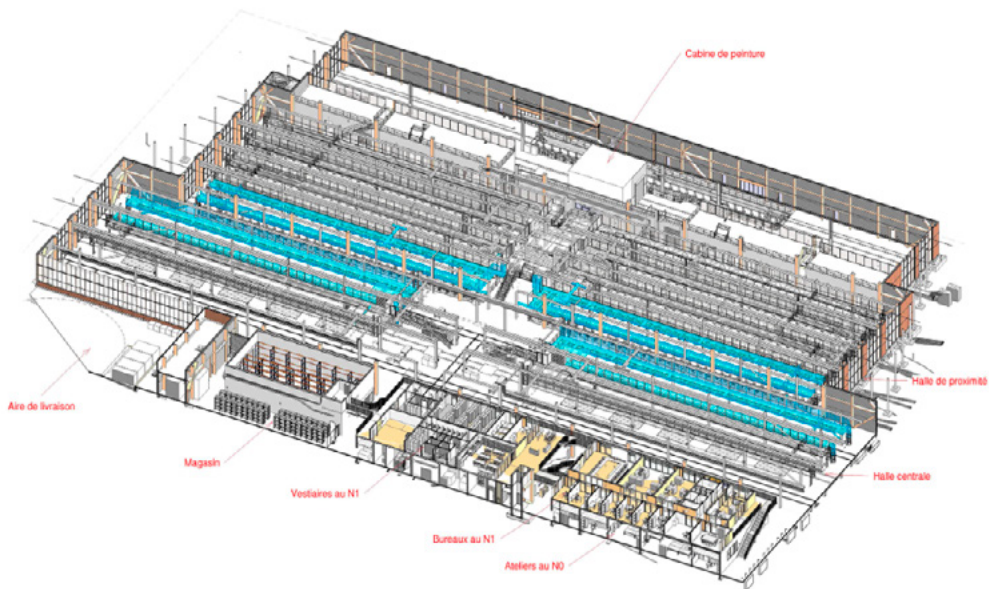 Cabine de peinture
Halle de proximité
Aire de livraison
Magasin
Halle centrale
Vestiaires au N1
Bureaux au N1
Ateliers au N0